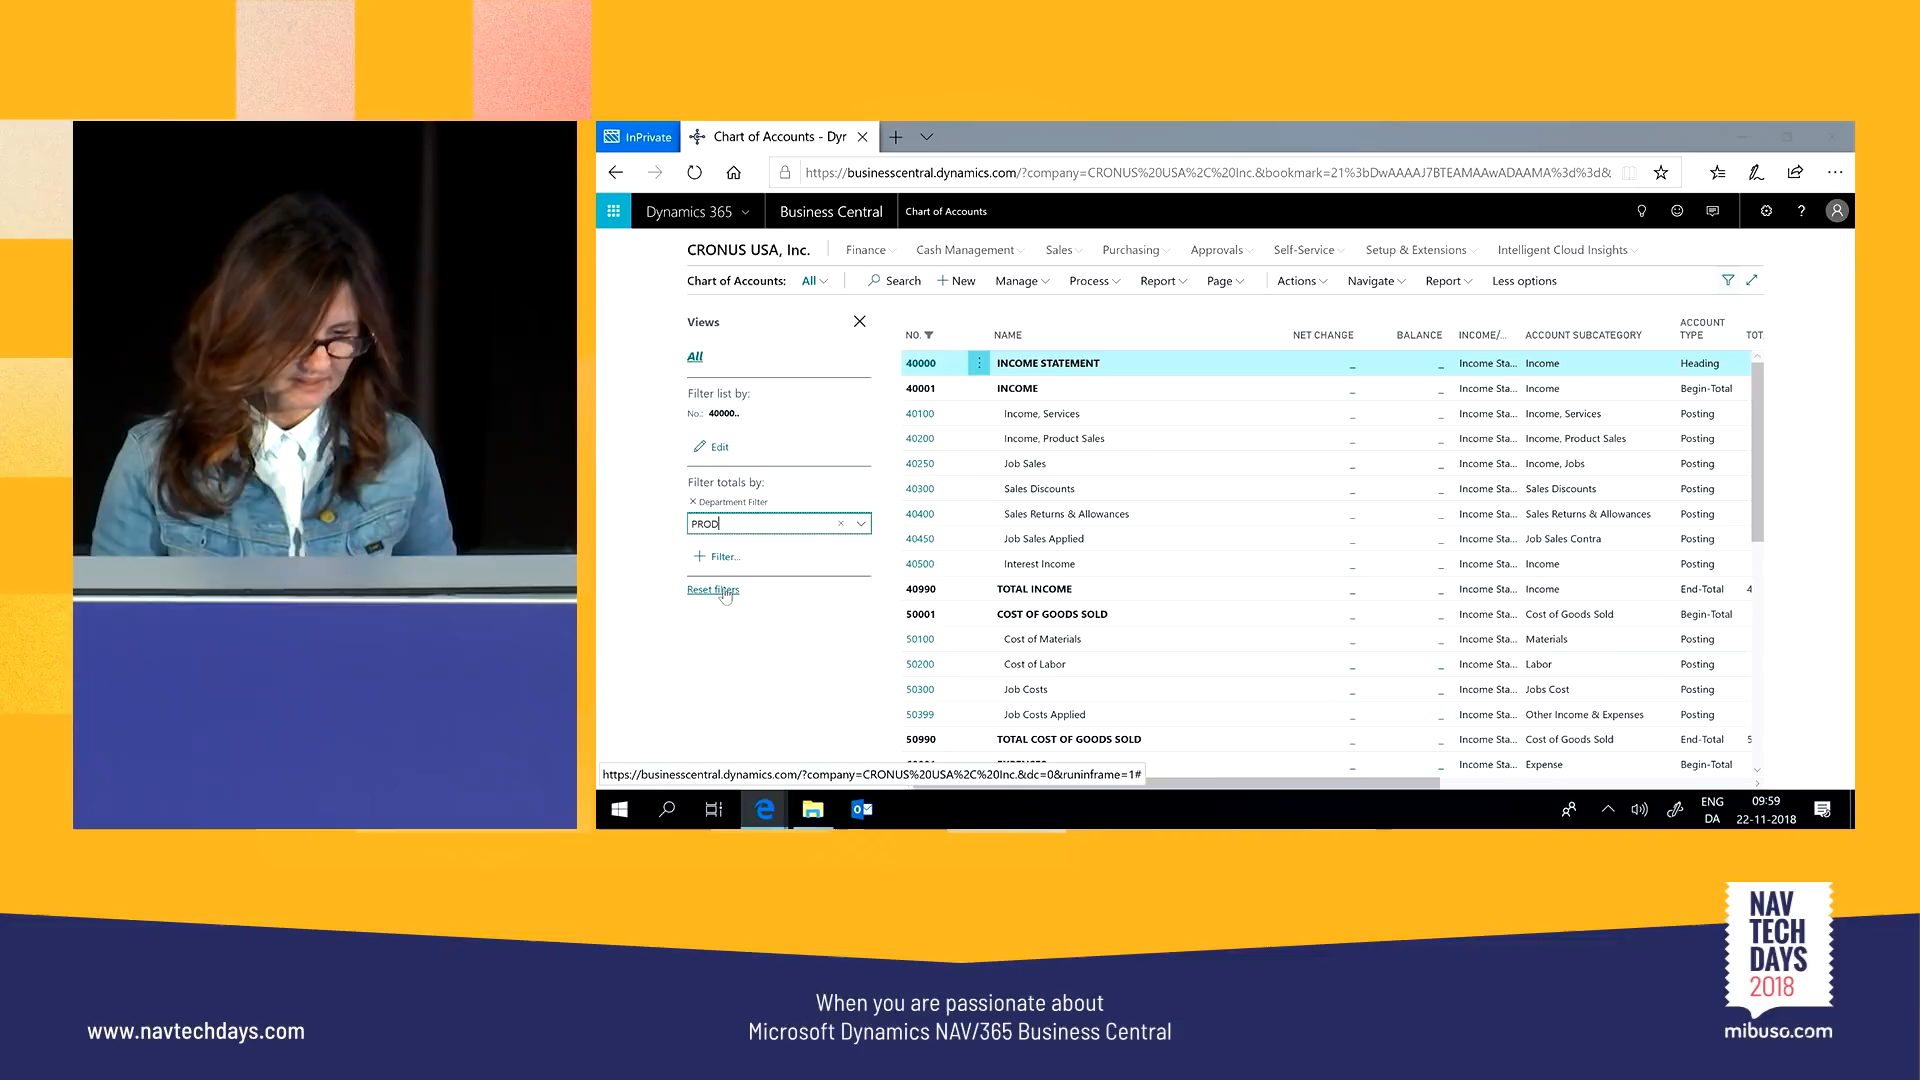 InPrivate
Chart of Accounts - Dyr
https://businesscentral.dynamics.com/?company=CRONUS%20USA%2C%20Inc.&bookmark=21%3bDwAAAAJ7BTEAMAAwADAAMA%3d%3d&
Dynamics 365
Business Central
Chart of Accounts
CRONUS USA, Inc.
Finance
Cash Management
Sales
Purchasing
Approvals
Self-Service
Setup & Extensions
Intelligent Cloud Insights
Chart of Accounts:
All
Search
New
Manage
Process
Report
Page
Actions
Navigate
Report
Less options
Views
All
Filter list by:
No.: 40000..
Edit
Filter totals by:
Department Filter
PROD
Filter...
Reset filters
NO. NAME NET CHANGE BALANCE INCOME/... ACCOUNT SUBCATEGORY ACCOUNT TYPE TOT
40000 INCOME STATEMENT _ _ Income Sta... Income Heading
40001 INCOME _ _ Income Sta... Income Begin-Total
40100 Income, Services _ _ Income Sta... Income, Services Posting
40200 Income, Product Sales _ _ Income Sta... Income, Product Sales Posting
40250 Job Sales _ _ Income Sta... Income, Jobs Posting
40300 Sales Discounts _ _ Income Sta... Sales Discounts Posting
40400 Sales Returns & Allowances _ _ Income Sta... Sales Returns & Allowances Posting
40450 Job Sales Applied _ _ Income Sta... Job Sales Contra Posting
40500 Interest Income _ _ Income Sta... Income Posting
40990 TOTAL INCOME _ _ Income Sta... Income End-Total 4
50001 COST OF GOODS SOLD _ _ Income Sta... Cost of Goods Sold Begin-Total
50100 Cost of Materials _ _ Income Sta... Materials Posting
50200 Cost of Labor _ _ Income Sta... Labor Posting
50300 Job Costs _ _ Income Sta... Jobs Cost Posting
50399 Job Costs Applied _ _ Income Sta... Other Income & Expenses Posting
50990 TOTAL COST OF GOODS SOLD _ _ Income Sta... Cost of Goods Sold End-Total 5
_ _ Income Sta... Expense Begin-Total
https://businesscentral.dynamics.com/?company=CRONUS%20USA%2C%20Inc.&dc=0&runinframe=1#
ENG
DA
09:59
22-11-2018
NAV
TECH
DAYS
2018
mibuso.com
www.navtechdays.com
When you are passionate about
Microsoft Dynamics NAV/365 Business Central